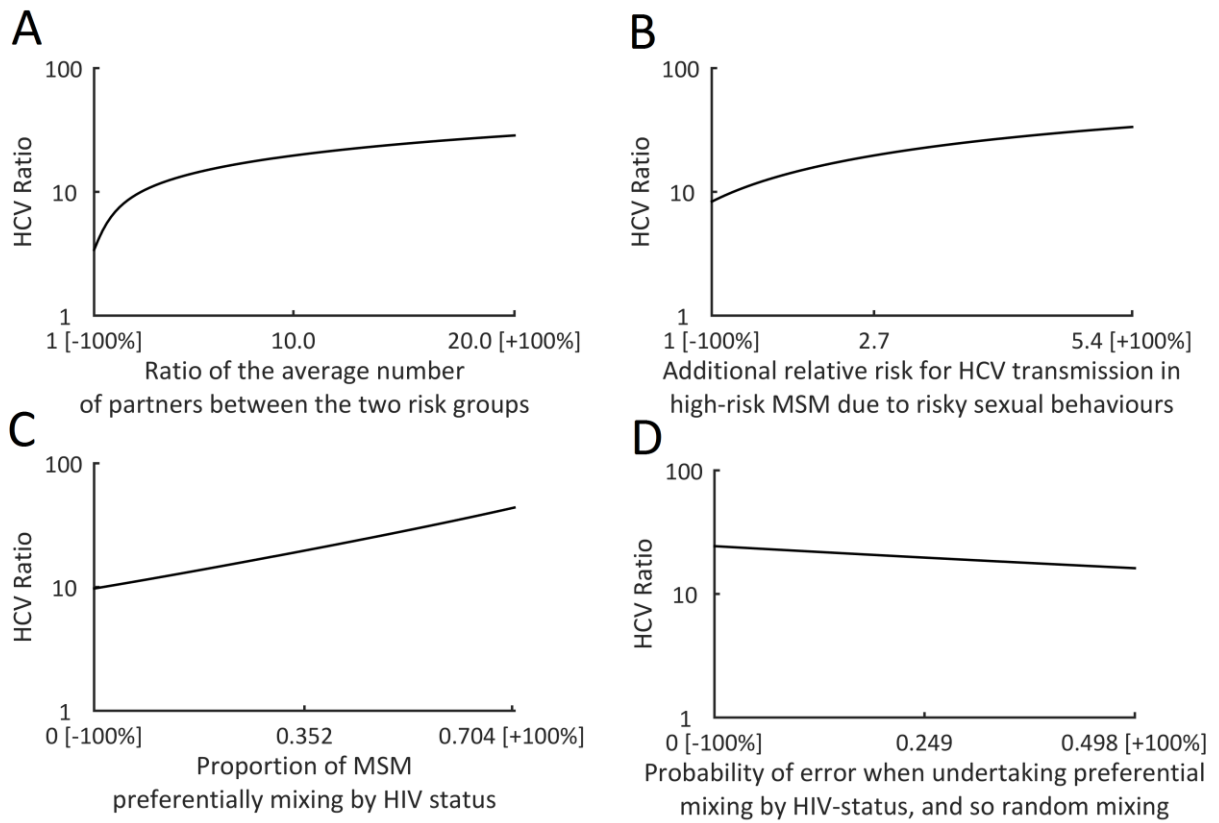 A
100
10
1
HCV Ratio
1 [-100%] 10.0 20.0 [+100%]
Ratio of the average number
of partners between the two risk groups
B
100
10
1
HCV Ratio
1 [-100%] 2.7 5.4 [+100%]
Additional relative risk for HCV transmission in
high-risk MSM due to risky sexual behaviours
C
100
10
1
HCV Ratio
0 [-100%] 0.352 0.704 [+100%]
Proportion of MSM
preferentially mixing by HIV status
D
100
10
1
HCV Ratio
0 [-100%] 0.249 0.498 [+100%]
Probability of error when undertaking preferential
mixing by HIV-status, and so random mixing